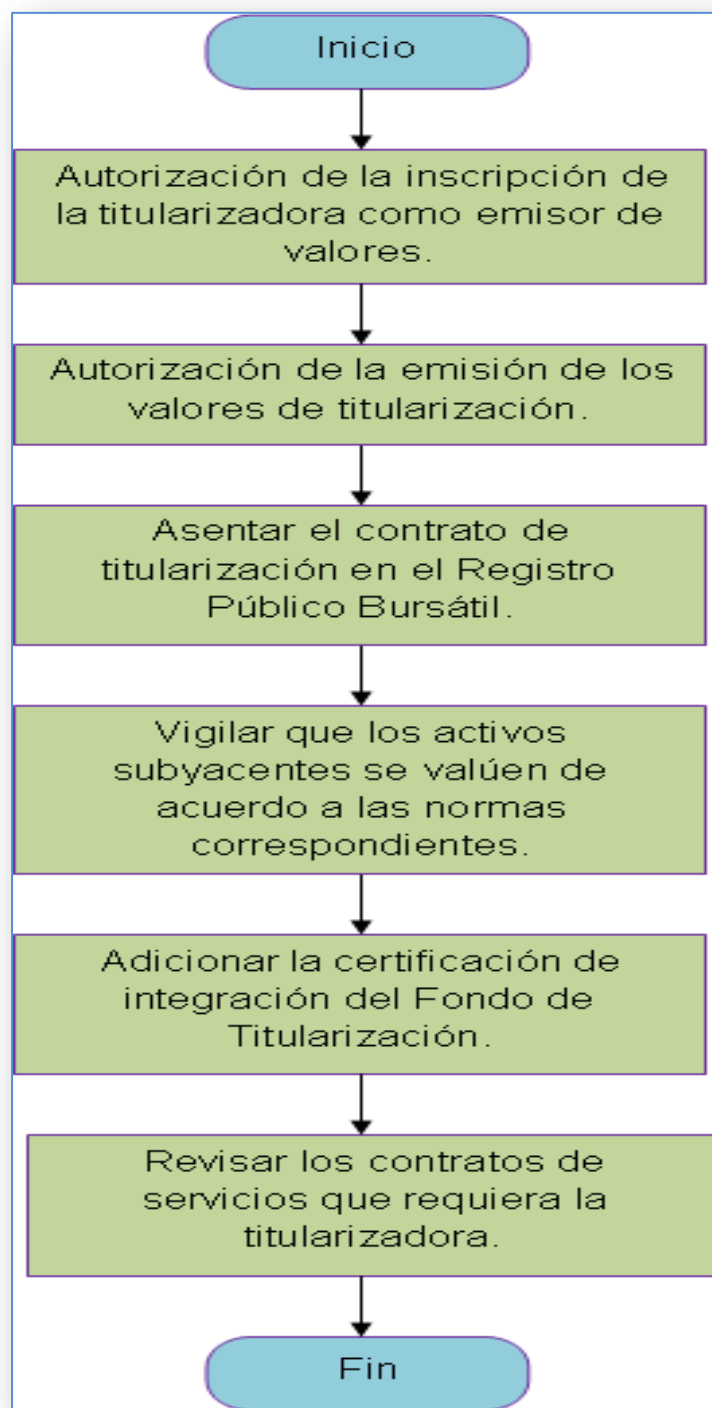 Inicio
Autorización de la inscripción de
la titularizadora como emisor de
valores.
Autorización de la emisión de los
valores de titularización.
Asentar el contrato de
titularización en el Registro
Público Bursátil.
Vigilar que los activos
subyacentes se valúen de
acuerdo a las normas
correspondientes.
Adicionar la certificación de
integración del Fondo de
Titularización.
Revisar los contratos de
servicios que requiera la
titularizadora.
Fin